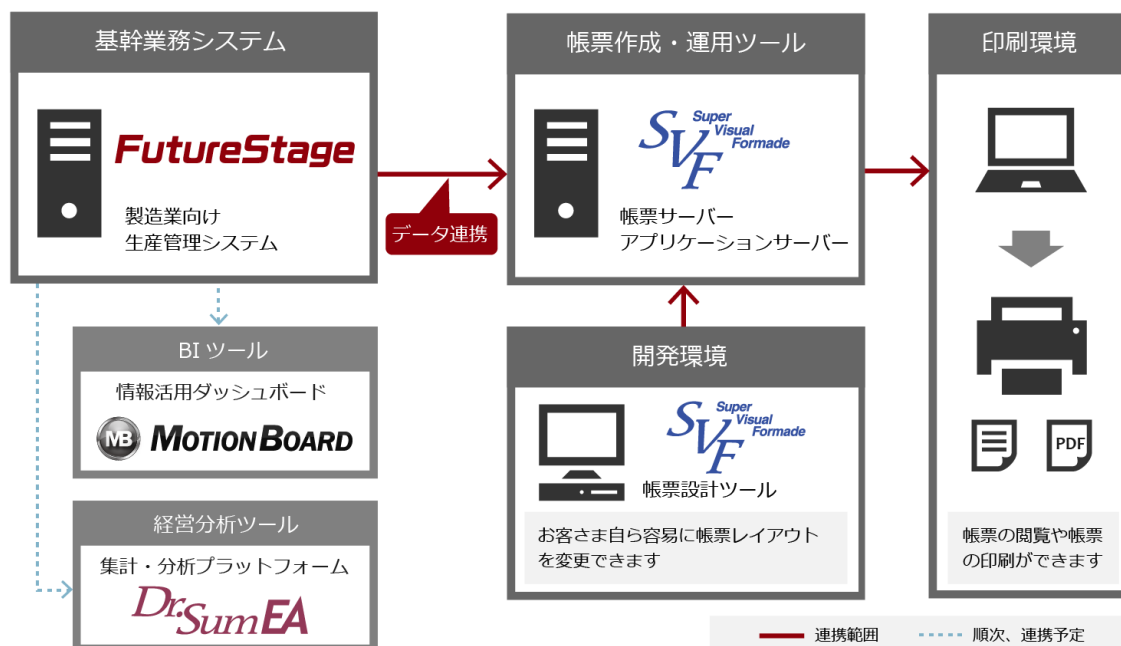 基幹業務システム
FutureStage
製造業向け
生産管理システム
データ連携
帳票作成・運用ツール
Super
Visual
Formade
SVF
帳票サーバー
アプリケーションサーバー
印刷環境
PDF
帳票の閲覧や帳票
の印刷ができます
BI ツール
情報活用ダッシュボード
MB MOTIONBOARD
経営分析ツール
集計・分析プラットフォーム
Dr.Sum EA
開発環境
Super
Visual
Formade
SVF
帳票設計ツール
お客さま自ら容易に帳票レイアウト
を変更できます
連携範囲
順次、連携予定